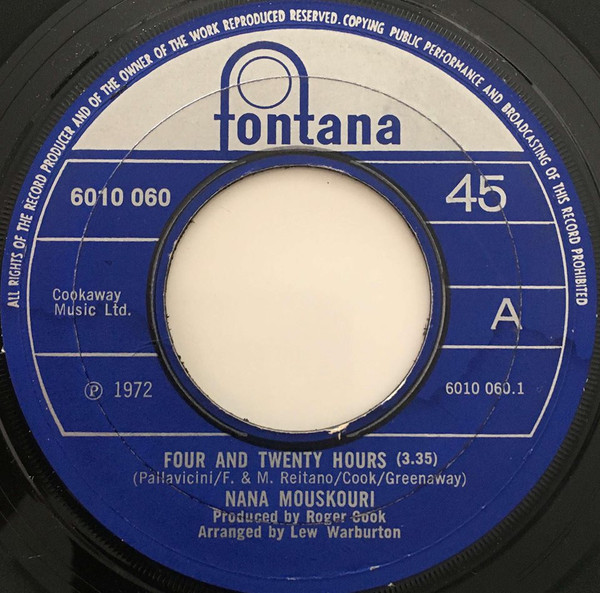 ALL RIGHTS OF THE RECORD PRODUCER AND OF THE OWNER OF THE WORK REPRODUCED RESERVED. COPYING PUBLIC PERFORMANCE AND BROADCASTING OF THIS RECORD PROHIBITED
fontana
6010 060
45
Cookaway
Music Ltd.
A
Ⓟ 1972
6010 060.1
FOUR AND TWENTY HOURS (3.35)
(Pallavicini/F. & M. Reitano/Cook/Greenaway)
NANA MOUSKOURI
Produced by Roger Cook
Arranged by Lew Warburton